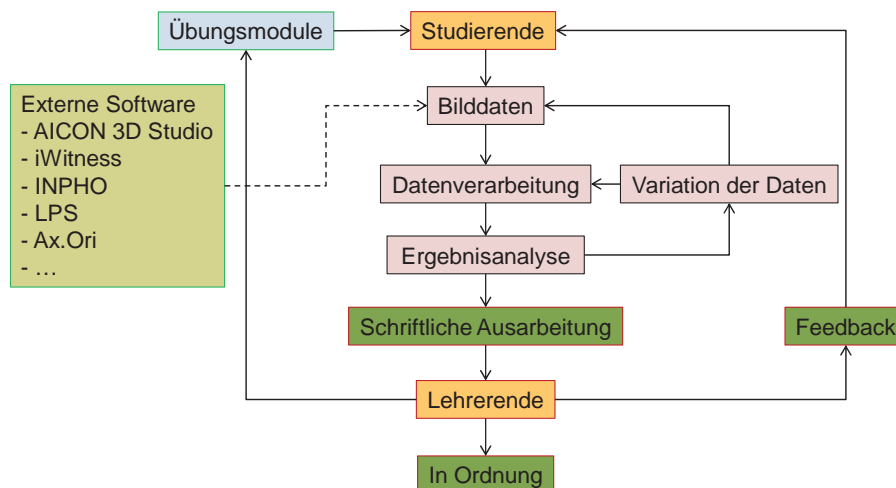 Übungsmodule
Studierende
Externe Software
- AICON 3D Studio
- iWitness
- INPHO
- LPS
- Ax.Ori
- …
Bilddaten
Datenverarbeitung
Variation der Daten
Ergebnisanalyse
Schriftliche Ausarbeitung
Feedback
Lehrerende
In Ordnung